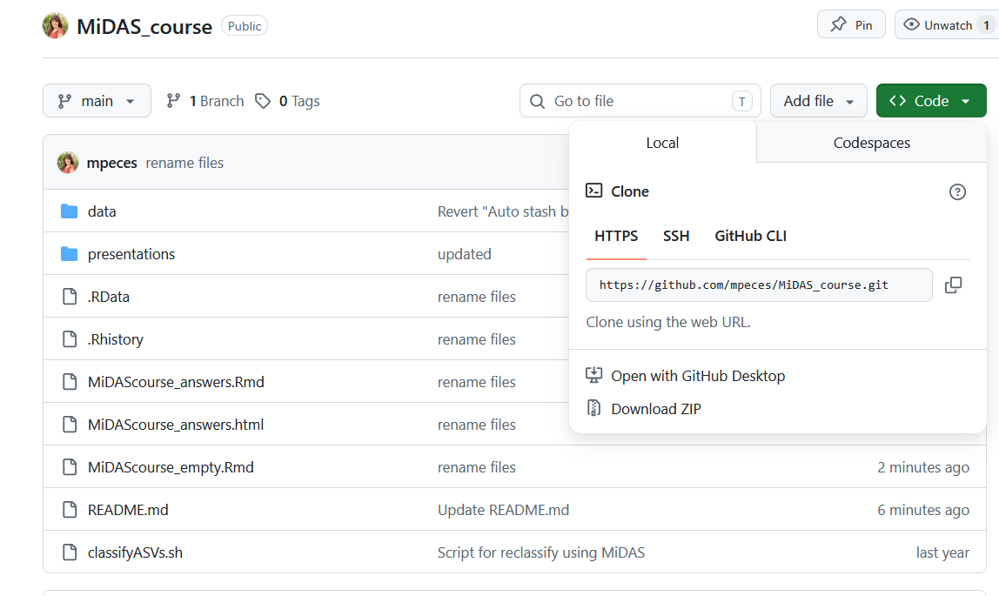 MiDAS_course Public Pin Unwatch 1
main 1 Branch 0 Tags Go to file T Add file Code
Local Codespaces
mpeces rename files
Clone
data Revert "Auto stash b
HTTPS SSH GitHub CLI
presentations updated
https://github.com/mpeces/MiDAS_course.git
.RData rename files
Clone using the web URL.
.Rhistory rename files
Open with GitHub Desktop
MiDAScourse_answers.Rmd rename files
Download ZIP
MiDAScourse_answers.html rename files
MiDAScourse_empty.Rmd rename files 2 minutes ago
README.md Update README.md 6 minutes ago
classifyASVs.sh Script for reclassify using MiDAS last year